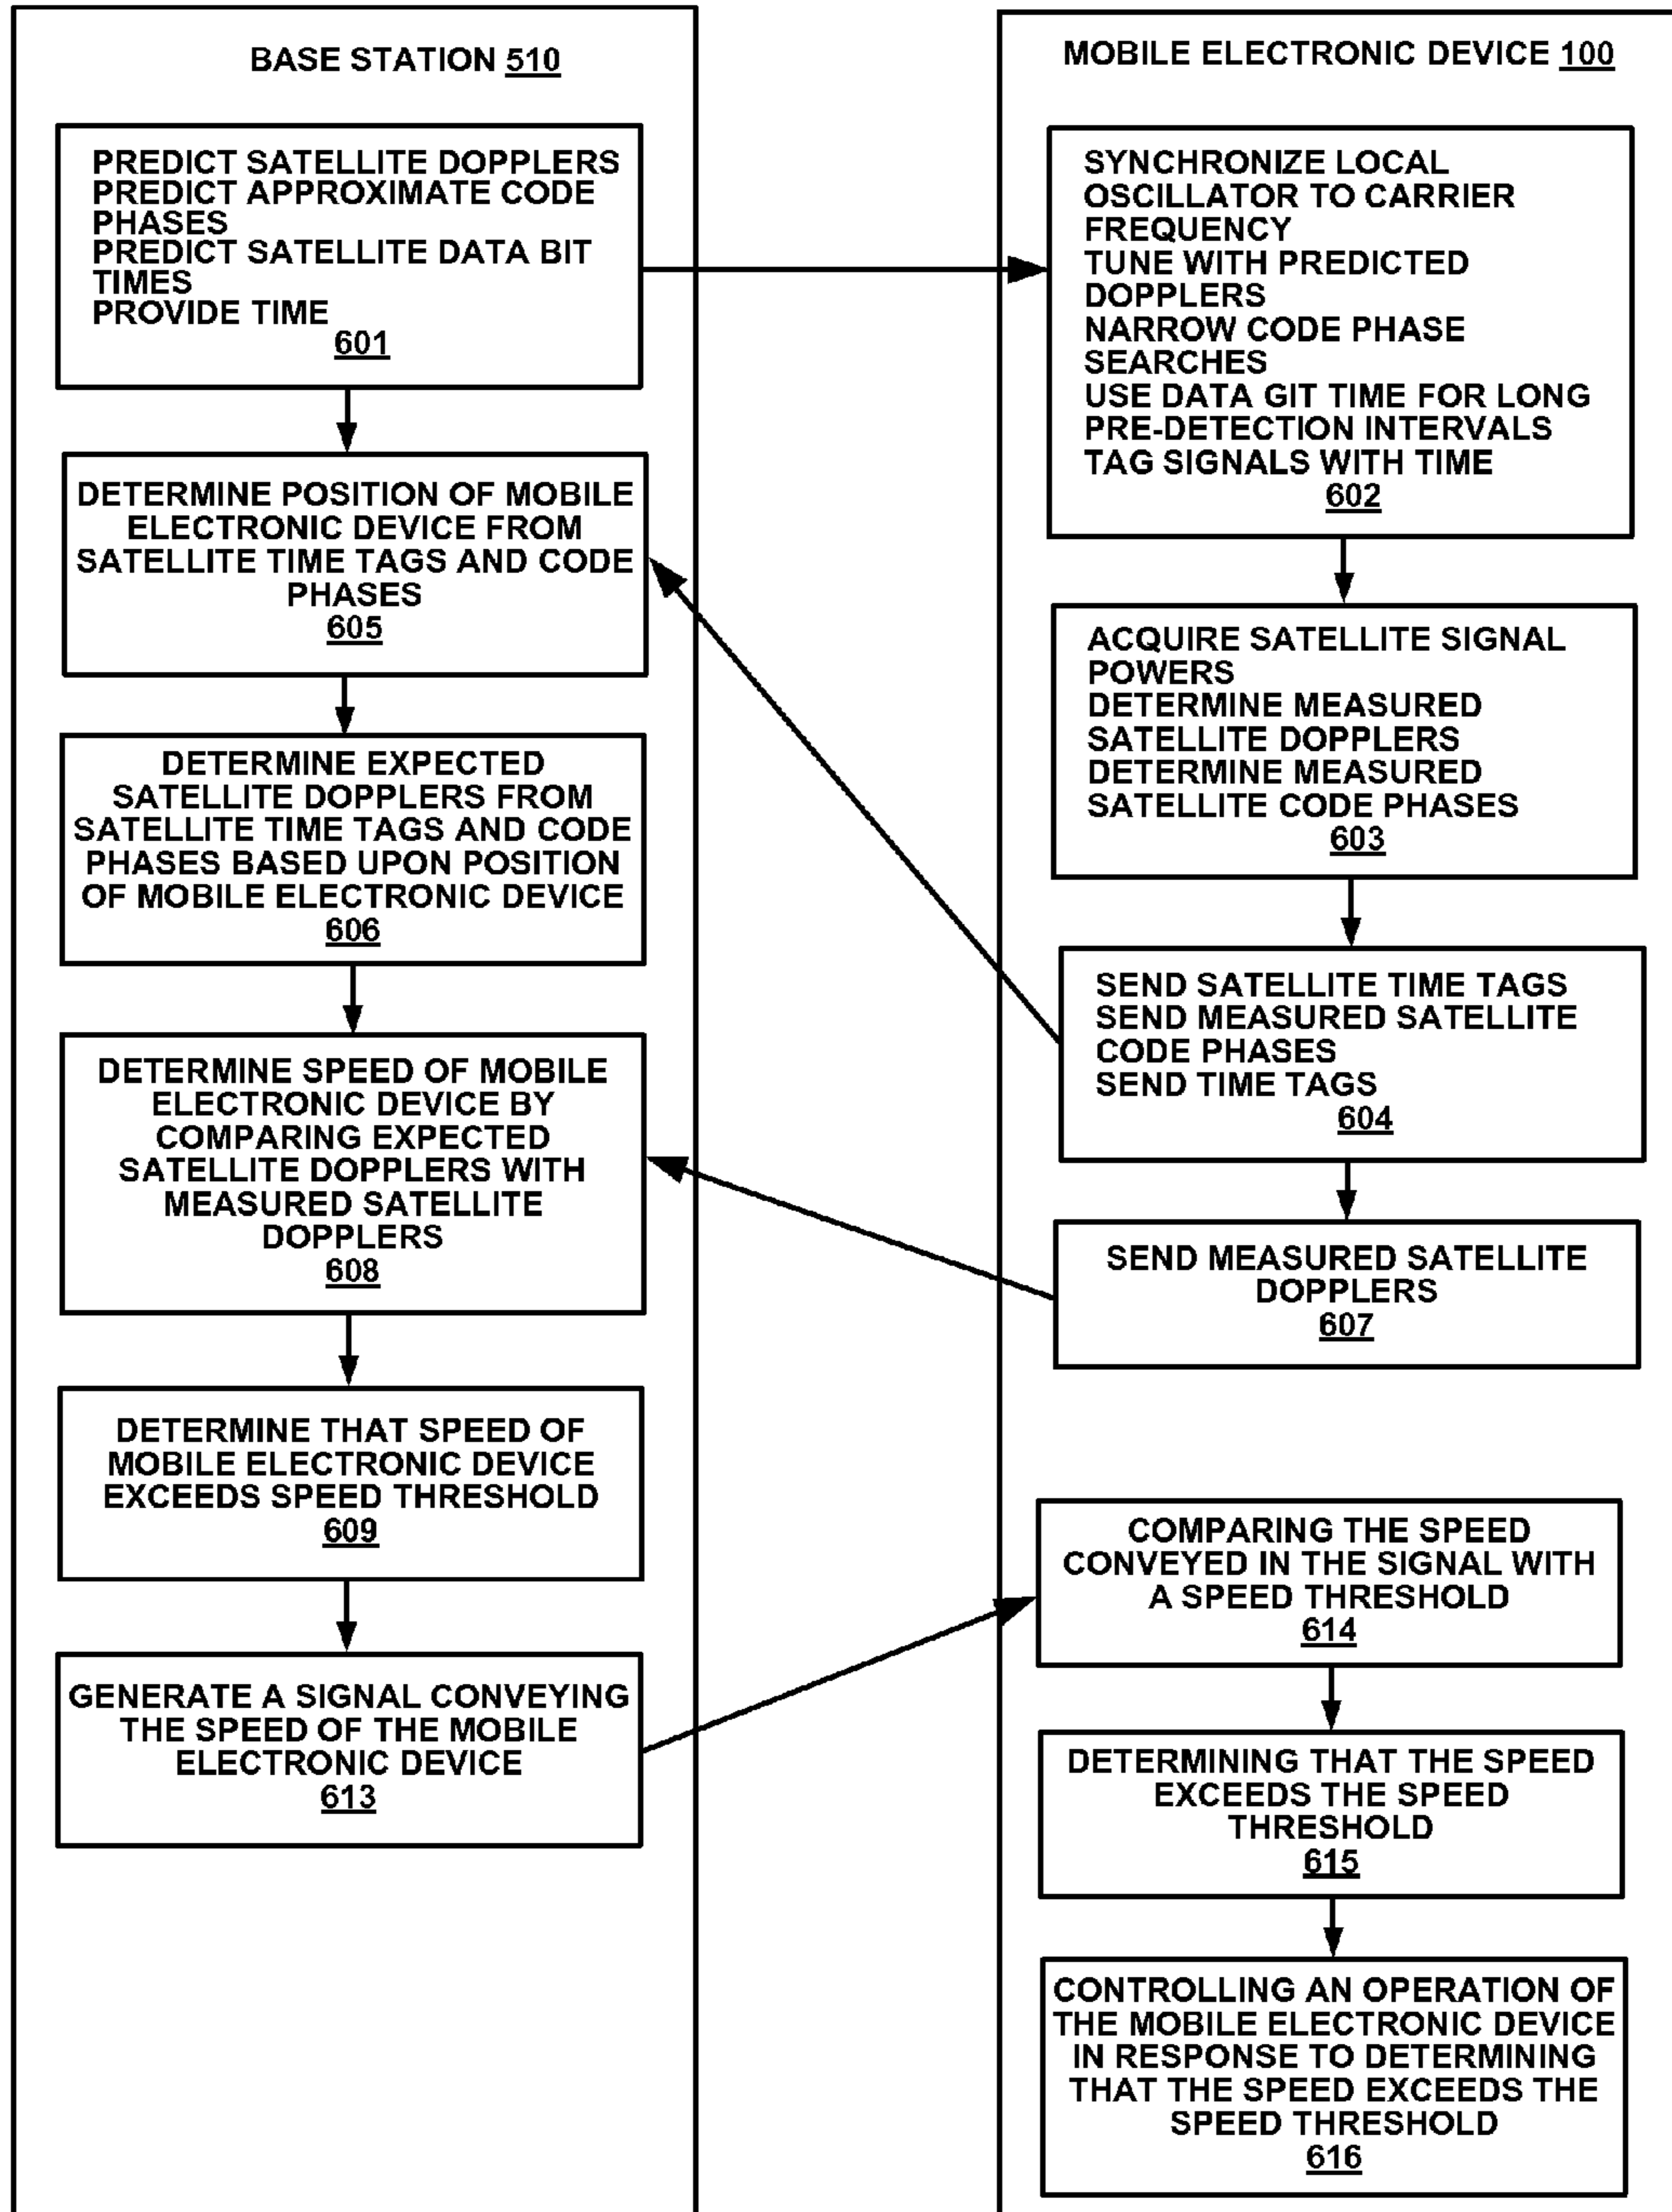 BASE STATION 510
PREDICT SATELLITE DOPPLERS
PREDICT APPROXIMATE CODE
PHASES
PREDICT SATELLITE DATA BIT
TIMES
PROVIDE TIME
601
DETERMINE POSITION OF MOBILE
ELECTRONIC DEVICE FROM
SATELLITE TIME TAGS AND CODE
PHASES
605
DETERMINE EXPECTED
SATELLITE DOPPLERS FROM
SATELLITE TIME TAGS AND CODE
PHASES BASED UPON POSITION
OF MOBILE ELECTRONIC DEVICE
606
DETERMINE SPEED OF MOBILE
ELECTRONIC DEVICE BY
COMPARING EXPECTED
SATELLITE DOPPLERS WITH
MEASURED SATELLITE
DOPPLERS
608
DETERMINE THAT SPEED OF
MOBILE ELECTRONIC DEVICE
EXCEEDS SPEED THRESHOLD
609
GENERATE A SIGNAL CONVEYING
THE SPEED OF THE MOBILE
ELECTRONIC DEVICE
613
MOBILE ELECTRONIC DEVICE 100
SYNCHRONIZE LOCAL
OSCILLATOR TO CARRIER
FREQUENCY
TUNE WITH PREDICTED
DOPPLERS
NARROW CODE PHASE
SEARCHES
USE DATA GIT TIME FOR LONG
PRE-DETECTION INTERVALS
TAG SIGNALS WITH TIME
602
ACQUIRE SATELLITE SIGNAL
POWERS
DETERMINE MEASURED
SATELLITE DOPPLERS
DETERMINE MEASURED
SATELLITE CODE PHASES
603
SEND SATELLITE TIME TAGS
SEND MEASURED SATELLITE
CODE PHASES
SEND TIME TAGS
604
SEND MEASURED SATELLITE
DOPPLERS
607
COMPARING THE SPEED
CONVEYED IN THE SIGNAL WITH
A SPEED THRESHOLD
614
DETERMINING THAT THE SPEED
EXCEEDS THE SPEED
THRESHOLD
615
CONTROLLING AN OPERATION OF
THE MOBILE ELECTRONIC DEVICE
IN RESPONSE TO DETERMINING
THAT THE SPEED EXCEEDS THE
SPEED THRESHOLD
616